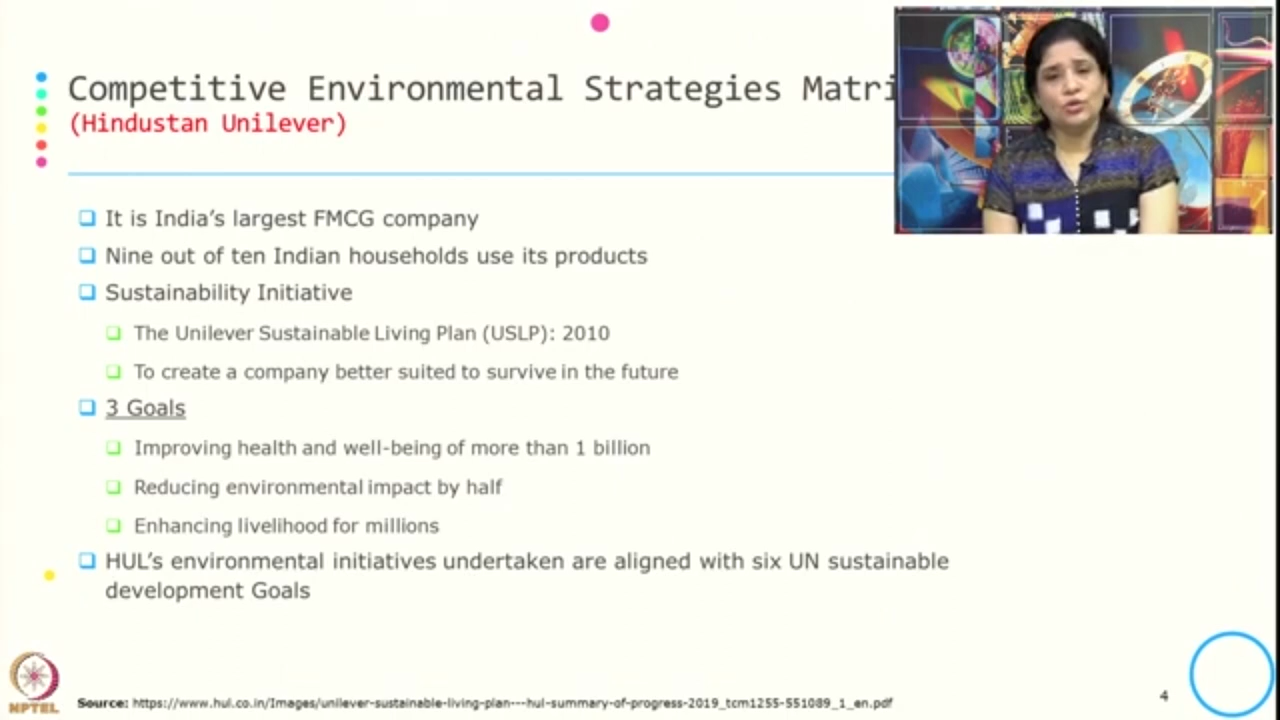 Competitive Environmental Strategies Matri
(Hindustan Unilever)
It is India's largest FMCG company
Nine out of ten Indian households use its products
Sustainability Initiative
The Unilever Sustainable Living Plan (USLP): 2010
To create a company better suited to survive in the future
3 Goals
Improving health and well-being of more than 1 billion
Reducing environmental impact by half
Enhancing livelihood for millions
HUL's environmental initiatives undertaken are aligned with six UN sustainable
development Goals
NPTEL
Source: https://www.hul.co.in/Images/unilever-sustainable-living-plan---hul-summary-of-progress-2019_tcm1255-551089_1_en.pdf
4